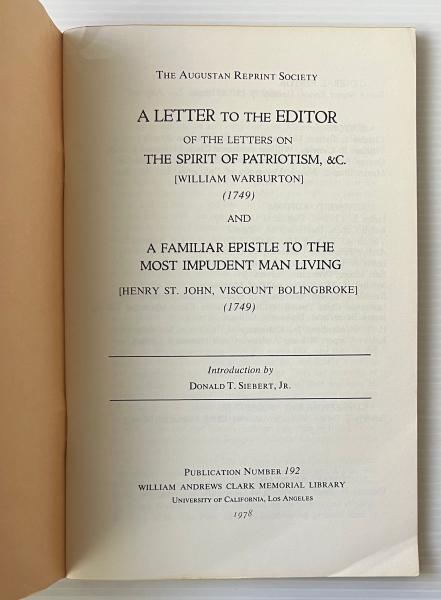 THE AUGUSTAN REPRINT SOCIETY
A LETTER TO THE EDITOR
OF THE LETTERS ON
THE SPIRIT OF PATRIOTISM, &C.
[WILLIAM WARBURTON]
(1749)
AND
A FAMILIAR EPISTLE TO THE
MOST IMPUDENT MAN LIVING
[HENRY ST. JOHN, VISCOUNT BOLINGBROKE]
(1749)
Introduction by
DONALD T. SIEBERT, JR.
PUBLICATION NUMBER 192
WILLIAM ANDREWS CLARK MEMORIAL LIBRARY
UNIVERSITY OF CALIFORNIA, LOS ANGELES
1978